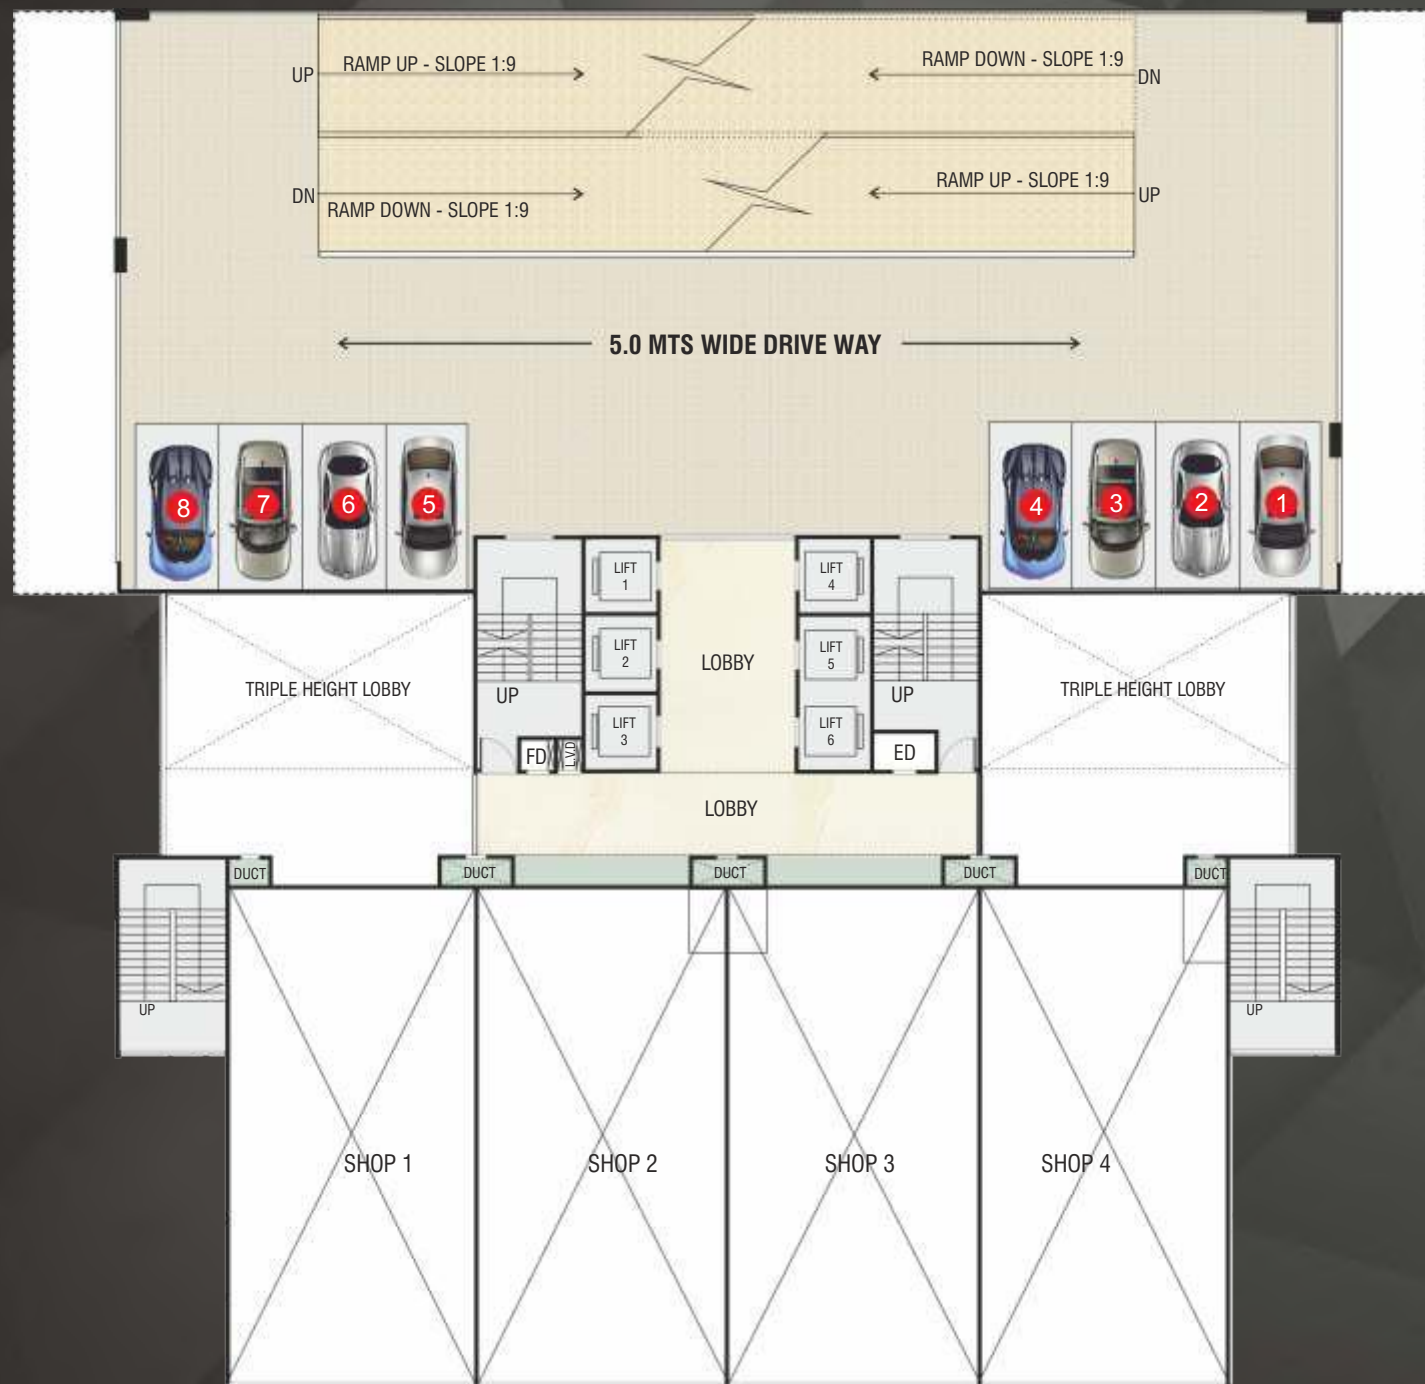 UP
RAMP UP - SLOPE 1:9
RAMP DOWN - SLOPE 1:9
DN
DN
RAMP DOWN - SLOPE 1:9
RAMP UP - SLOPE 1:9
UP
5.0 MTS WIDE DRIVE WAY
8
7
6
5
4
3
2
1
LIFT
1
LIFT
4
LIFT
2
LOBBY
LIFT
5
TRIPLE HEIGHT LOBBY
UP
UP
TRIPLE HEIGHT LOBBY
LIFT
3
LIFT
6
FD
L.V.D
ED
LOBBY
DUCT
DUCT
DUCT
DUCT
DUCT
UP
UP
SHOP 1
SHOP 2
SHOP 3
SHOP 4